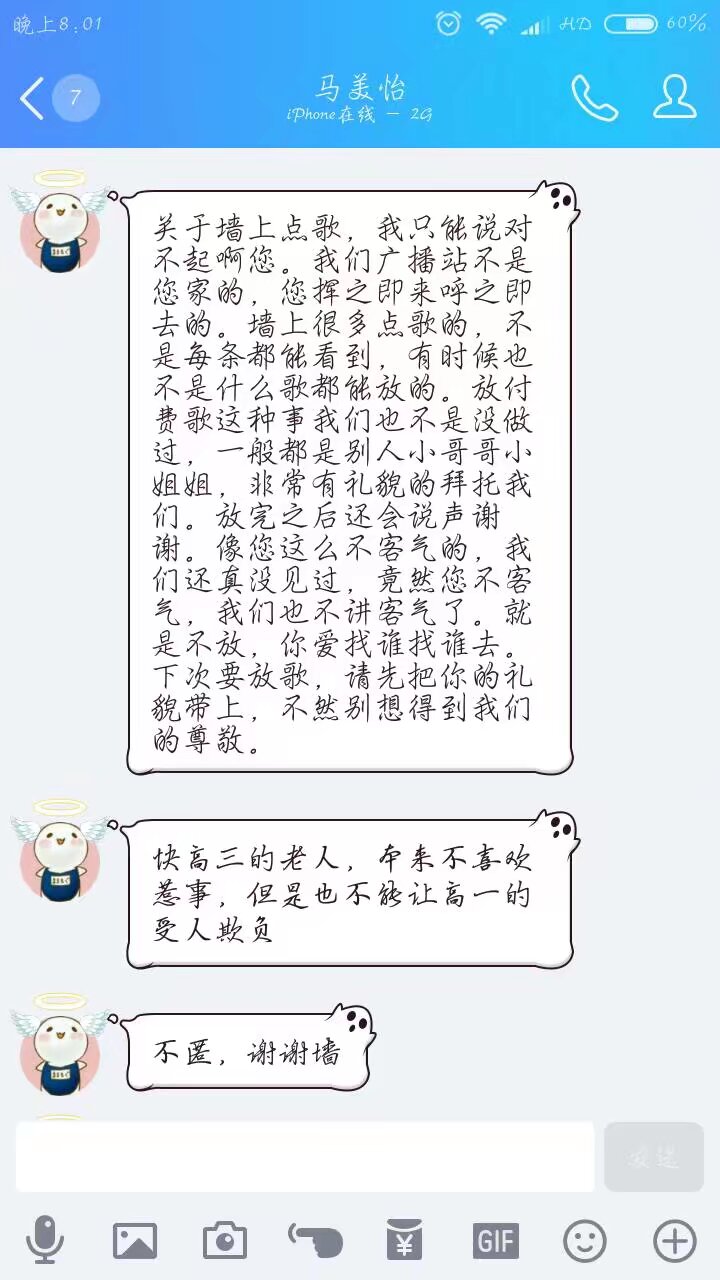 晚上8:01
HD
60%
7
马美怡
iPhone在线 - 2G
关于墙上点歌，我只能说对
不起啊您。我们广播站不是
您家的，您挥之即来呼之即
去的。墙上很多点歌的，不
是每条都能看到，有时候也
不是什么歌都能放的。放付
费歌这种事我们也不是没做
过，一般都是别人小哥哥小
姐姐，非常有礼貌的拜托我
们。放完之后还会说声谢
谢。像您这么不客气的，我
们还真没见过，竟然您不客
气，我们也不讲客气了。就
是不放，你爱找谁找谁去。
下次要放歌，请先把你的礼
貌带上，不然别想得到我们
的尊敬。
快高三的老人，本来不喜欢
惹事，但是也不能让高一的
受人欺负
不匿，谢谢墙
发送
GIF